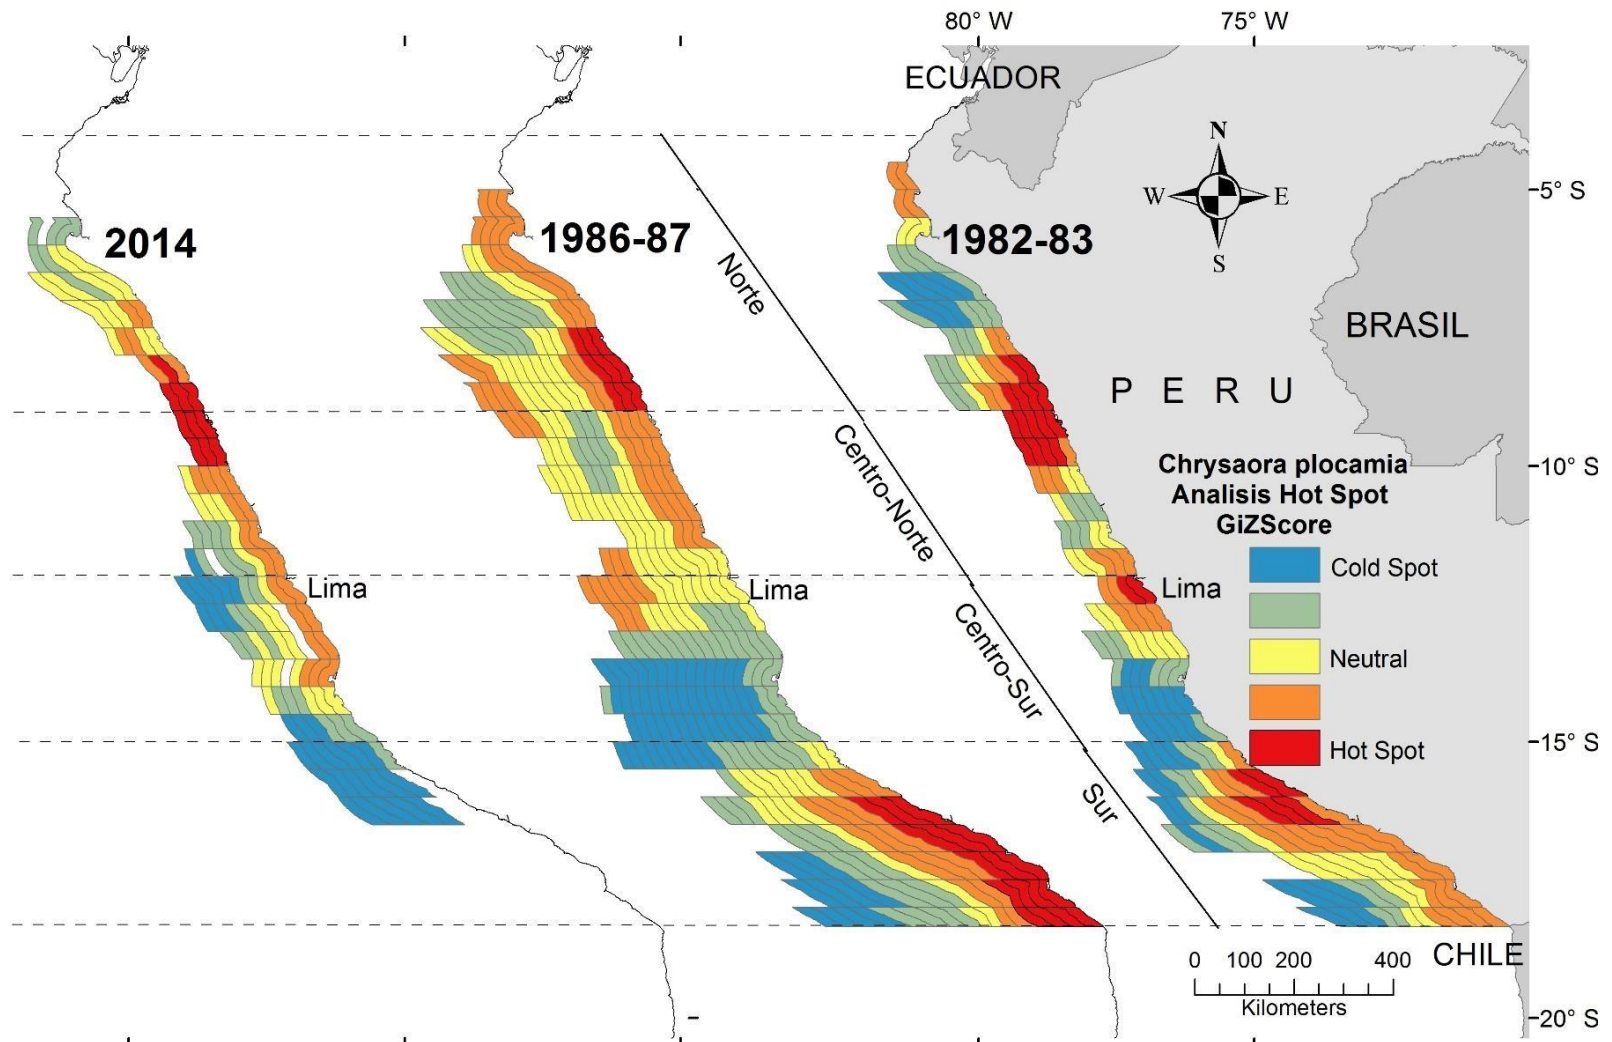 80° W
75° W
ECUADOR
N
W
E
S
5° S
2014
1986-87
1982-83
Norte
BRASIL
P E R U
Centro-Norte
Chrysaora plocamia
Analisis Hot Spot
GiZScore
10° S
Cold Spot
Lima
Lima
Lima
Neutral
Centro-Sur
Hot Spot
15° S
Sur
CHILE
0 100 200 400
Kilometers
20° S